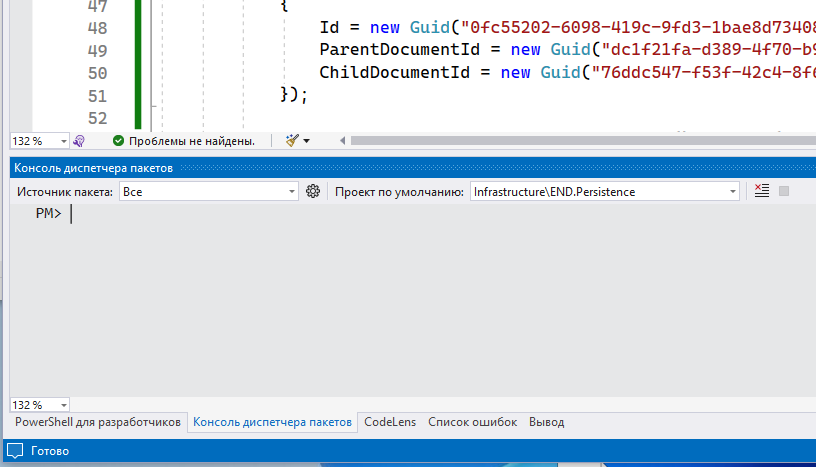 47 {
48 Id = new Guid("0fc55202-6098-419c-9fd3-1bae8d73408
49 ParentDocumentId = new Guid("dc1f21fa-d389-4f70-b9
50 ChildDocumentId = new Guid("76ddc547-f53f-42c4-8f6
51 });
52
132 % Проблемы не найдены.
Консоль диспетчера пакетов
Источник пакета: Все Проект по умолчанию: Infrastructure\END.Persistence
PM>
132 %
PowerShell для разработчиков Консоль диспетчера пакетов CodeLens Список ошибок Вывод
Готово